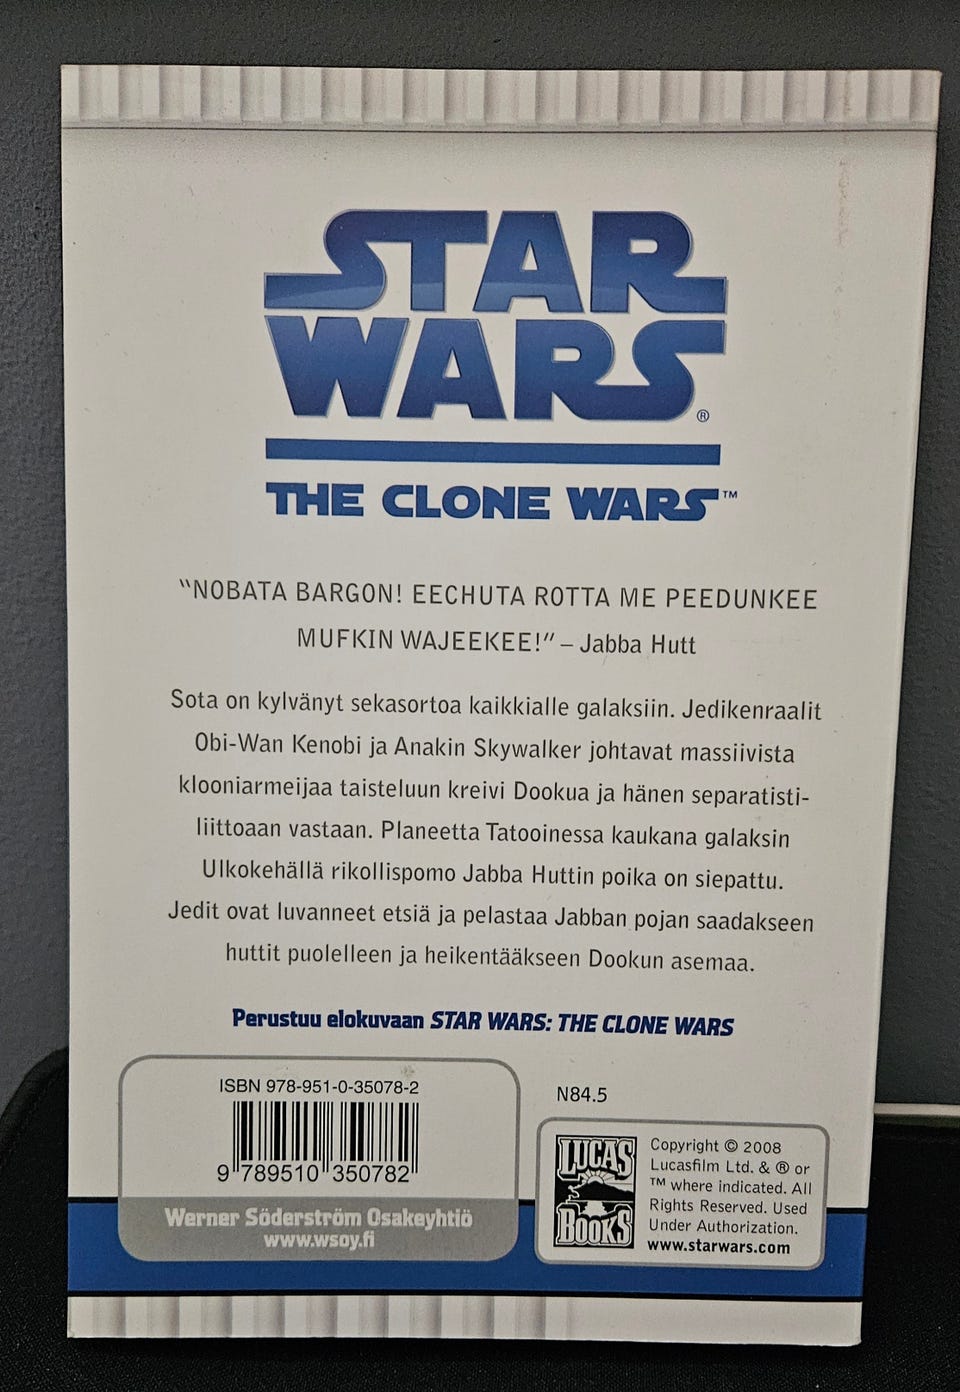 STAR
WARS®
THE CLONE WARS™
"NOBATA BARGON! EECHUTA ROTTA ME PEEDUNKEE
MUFKIN WAJEEKEE!" – Jabba Hutt
Sota on kylvänyt sekasortoa kaikkialle galaksiin. Jedikenraalit
Obi-Wan Kenobi ja Anakin Skywalker johtavat massiivista
klooniarmeijaa taisteluun kreivi Dookua ja hänen separatisti-
liittoaan vastaan. Planeetta Tatooinessa kaukana galaksin
Ulkokehällä rikollispomo Jabba Huttin poika on siepattu.
Jedit ovat luvanneet etsiä ja pelastaa Jabban pojan saadakseen
huttit puolelleen ja heikentääkseen Dookun asemaa.
Perustuu elokuvaan STAR WARS: THE CLONE WARS
ISBN 978-951-0-35078-2
9 789510 350782
Werner Söderström Osakeyhtiö
www.wsoy.fi
N84.5
LUCAS
BOOKS
Copyright © 2008
Lucasfilm Ltd. & ® or
™ where indicated. All
Rights Reserved. Used
Under Authorization.
www.starwars.com